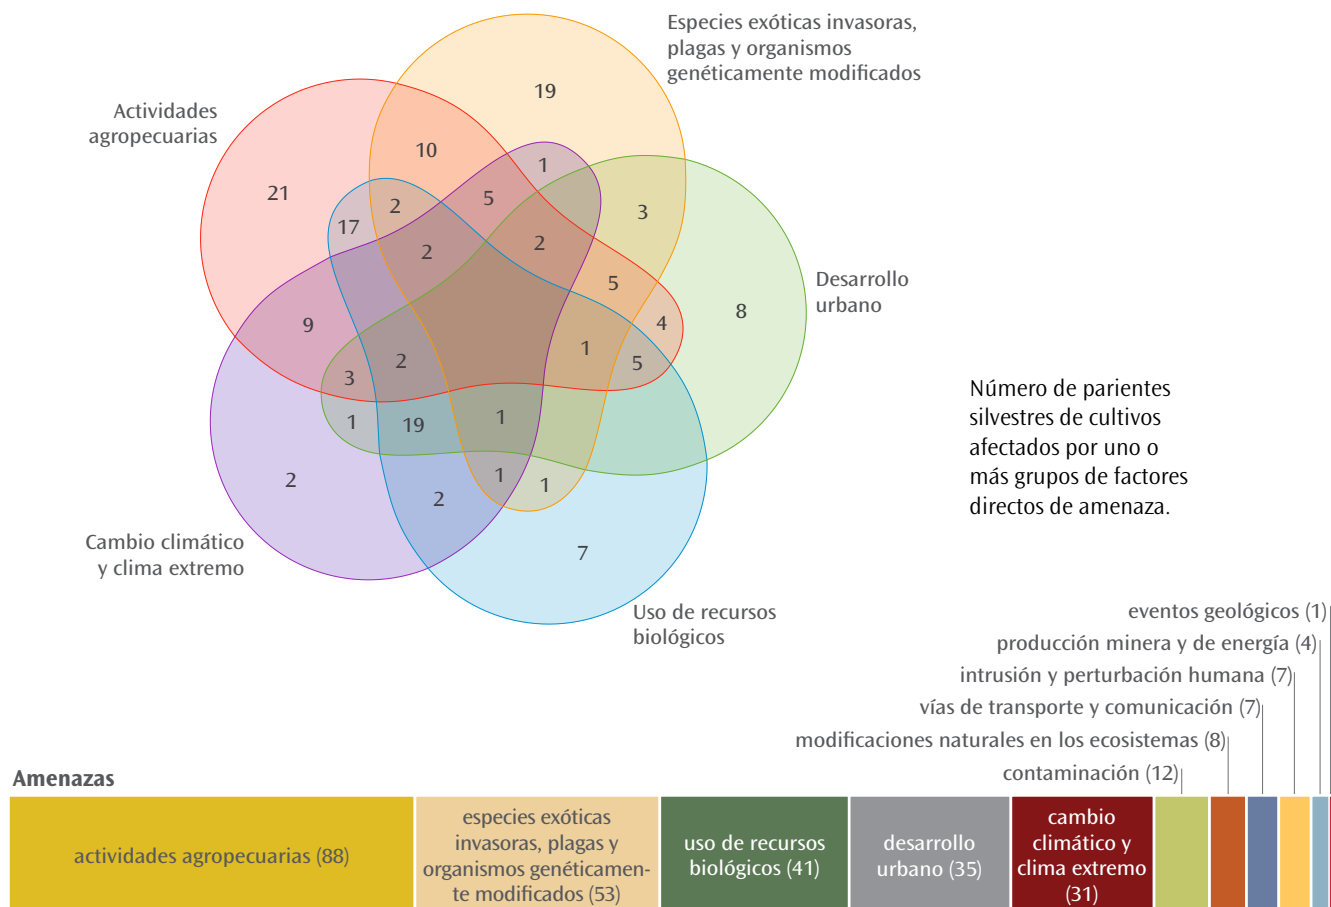 Especies exóticas invasoras,
plagas y organismos
genéticamente modificados
19
Actividades
agropecuarias
10
1
21
5
2
3
17
2
2
Desarrollo
urbano
5
8
4
9
1
2
5
3
Número de parientes
silvestres de cultivos
afectados por uno o
más grupos de factores
directos de amenaza.
1
19
1
2
1
1
2
Cambio climático
y clima extremo
7
Uso de recursos
biológicos
eventos geológicos (1)
producción minera y de energía (4)
intrusión y perturbación humana (7)
vías de transporte y comunicación (7)
modificaciones naturales en los ecosistemas (8)
contaminación (12)
Amenazas
actividades agropecuarias (88)
especies exóticas
invasoras, plagas y
organismos genéticamen-
te modificados (53)
uso de recursos
biológicos (41)
desarrollo
urbano (35)
cambio
climático y
clima extremo
(31)